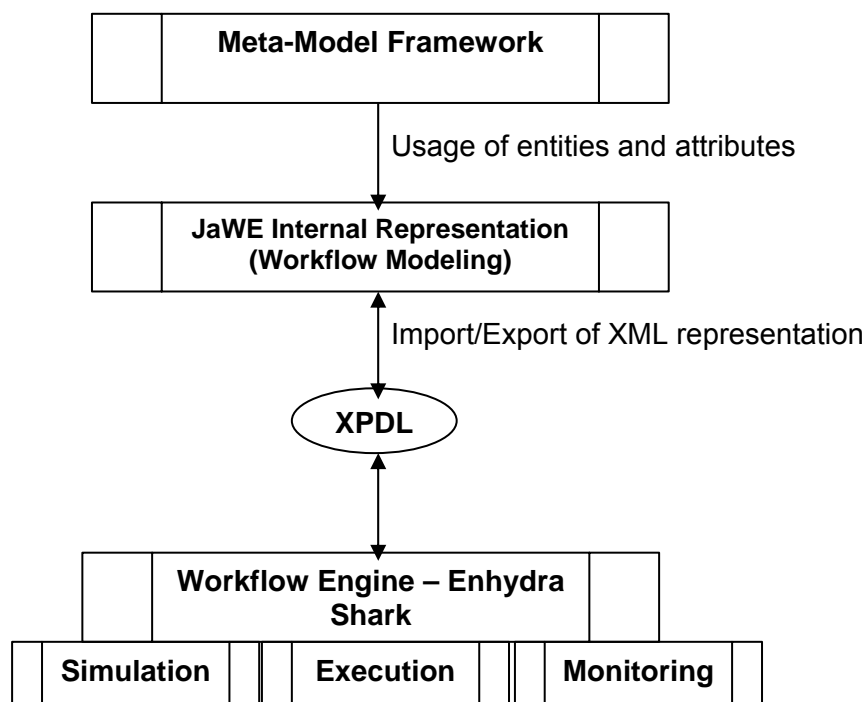 Meta-Model Framework
Usage of entities and attributes
JaWE Internal Representation
(Workflow Modeling)
Import/Export of XML representation
XPDL
Workflow Engine – Enhydra
Shark
Simulation
Execution
Monitoring